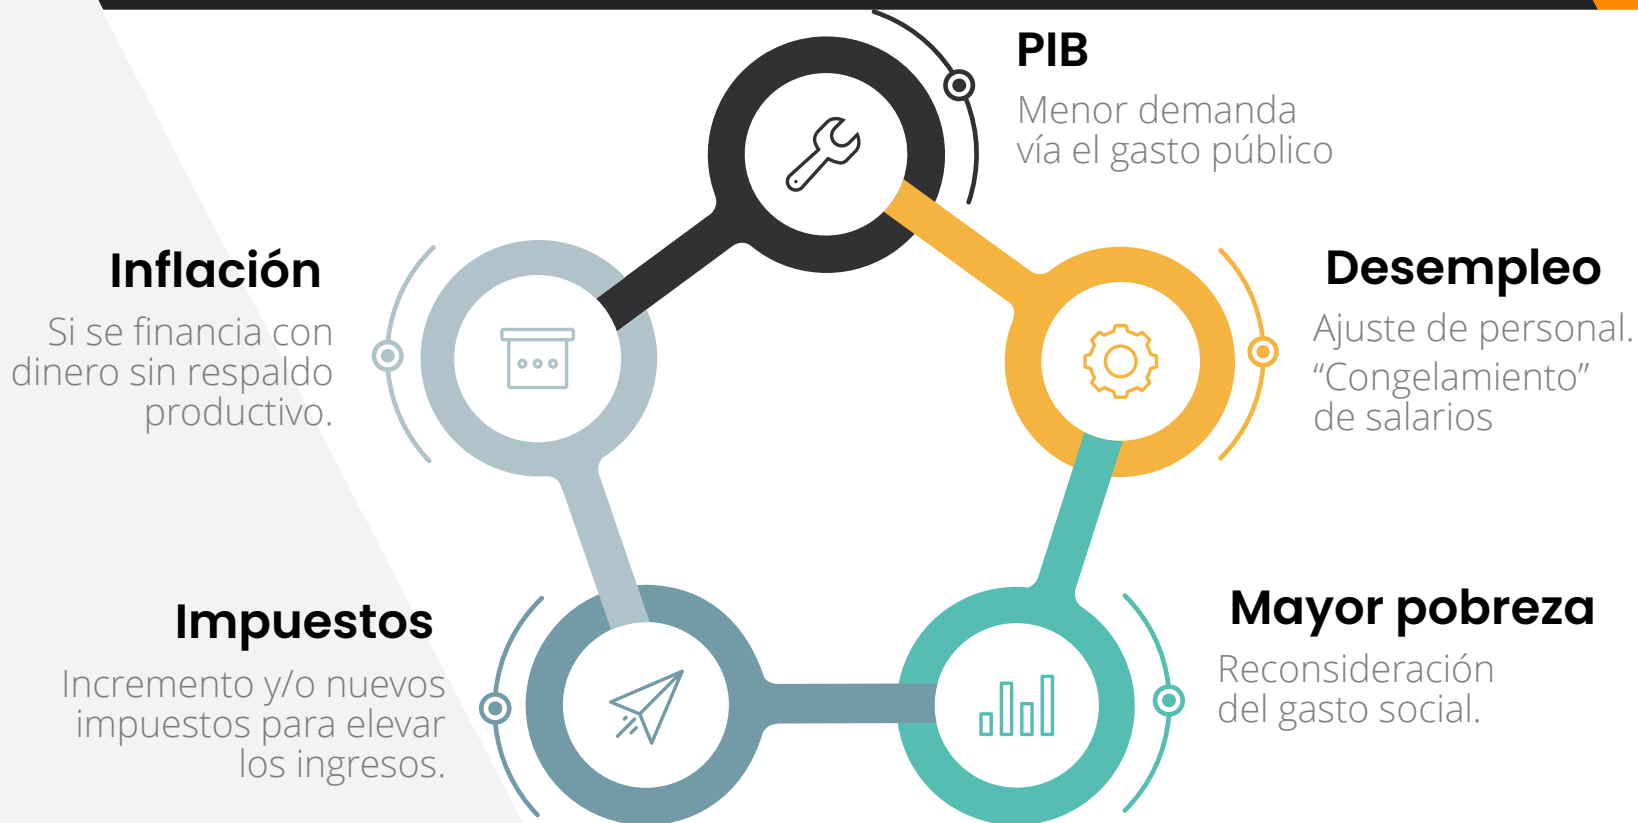 PIB
Menor demanda
vía el gasto público
Desempleo
Ajuste de personal.
“Congelamiento”
de salarios
Mayor pobreza
Reconsideración
del gasto social.
Impuestos
Incremento y/o nuevos
impuestos para elevar
los ingresos.
Inflación
Si se financia con
dinero sin respaldo
productivo.